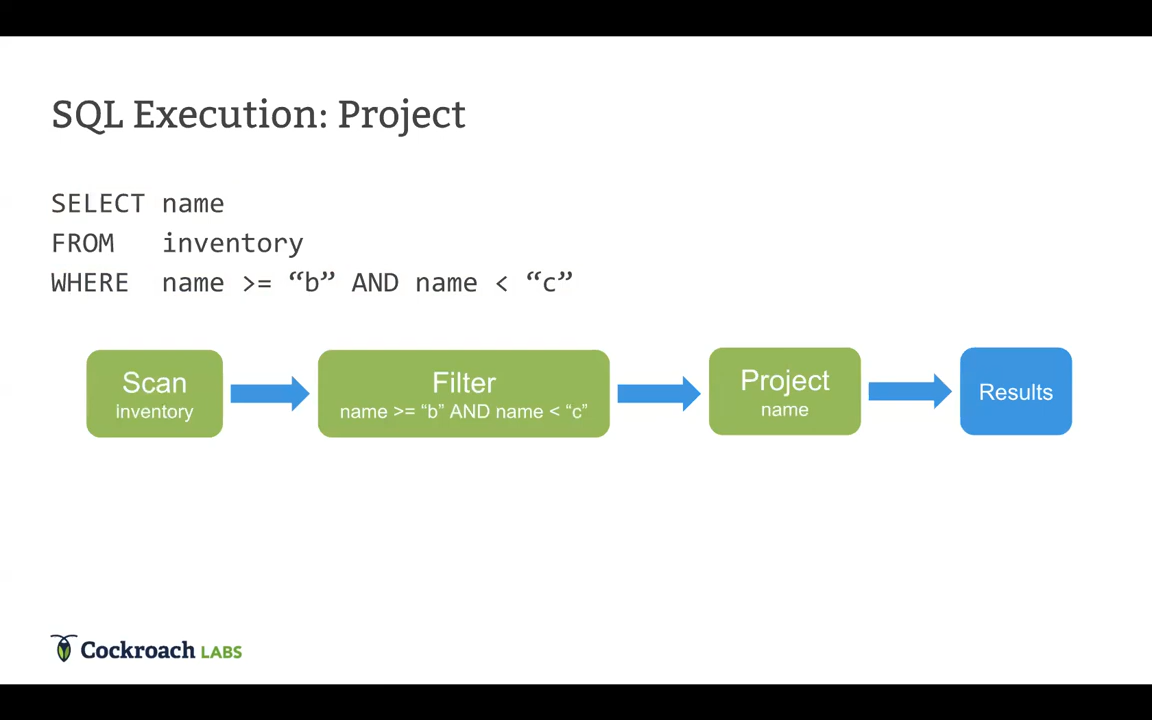 SQL Execution: Project
SELECT name
FROM inventory
WHERE name >= “b” AND name < “c”
Scan
inventory
Filter
name >= “b” AND name < “c”
Project
name
Results
Cockroach LABS